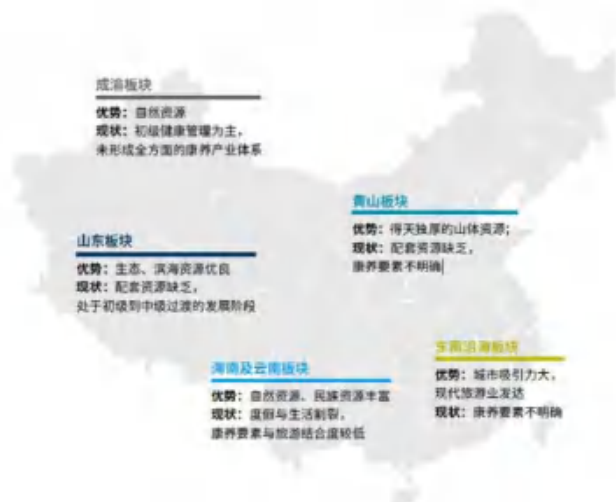 成渝板块
优势：自然资源
现状：初级健康管理为主，
未形成全方面的康养产业体系
黄山板块
优势：得天独厚的山体资源；
现状：配套资源缺乏，
康养要素不明确
山东板块
优势：生态、滨海资源优良
现状：配套资源缺乏，
处于初级到中级过渡的发展阶段
东南沿海板块
优势：城市吸引力大，
现代旅游业发达
现状：康养要素不明确
海南及云南板块
优势：自然资源、民族资源丰富
现状：度假与生活割裂，
康养要素与旅游结合度较低